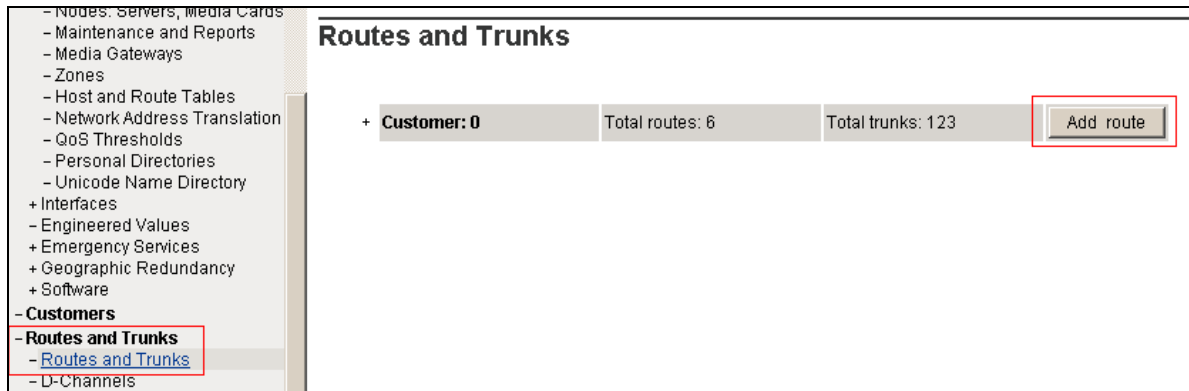 – Nodes: Servers, Media Cards
– Maintenance and Reports
– Media Gateways
– Zones
– Host and Route Tables
– Network Address Translation
– QoS Thresholds
– Personal Directories
– Unicode Name Directory
+ Interfaces
– Engineered Values
+ Emergency Services
+ Geographic Redundancy
+ Software
– Customers
– Routes and Trunks
– Routes and Trunks
– D-Channels
Routes and Trunks
+ Customer: 0 Total routes: 6 Total trunks: 123 Add route